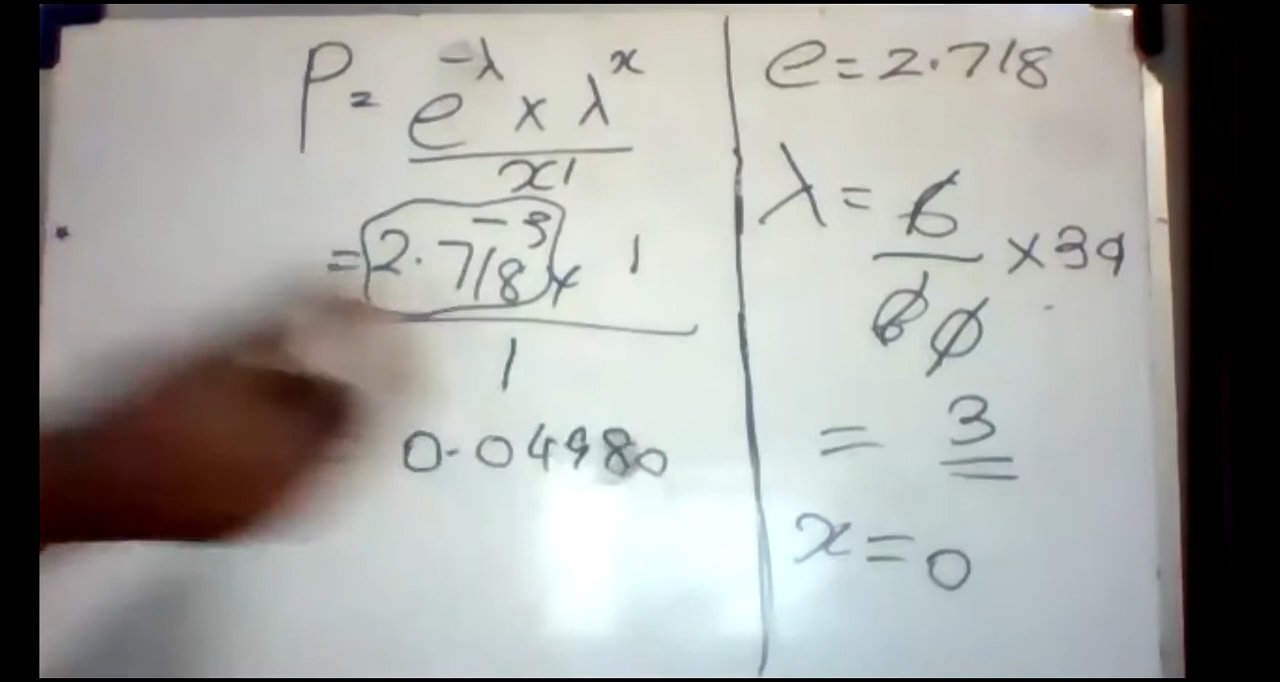 P = e^-λ × λ^x
x!
= 2.718^-3 × 1
1
0.04980
e = 2.718
λ = 6 × 30
60
= 3
x = 0